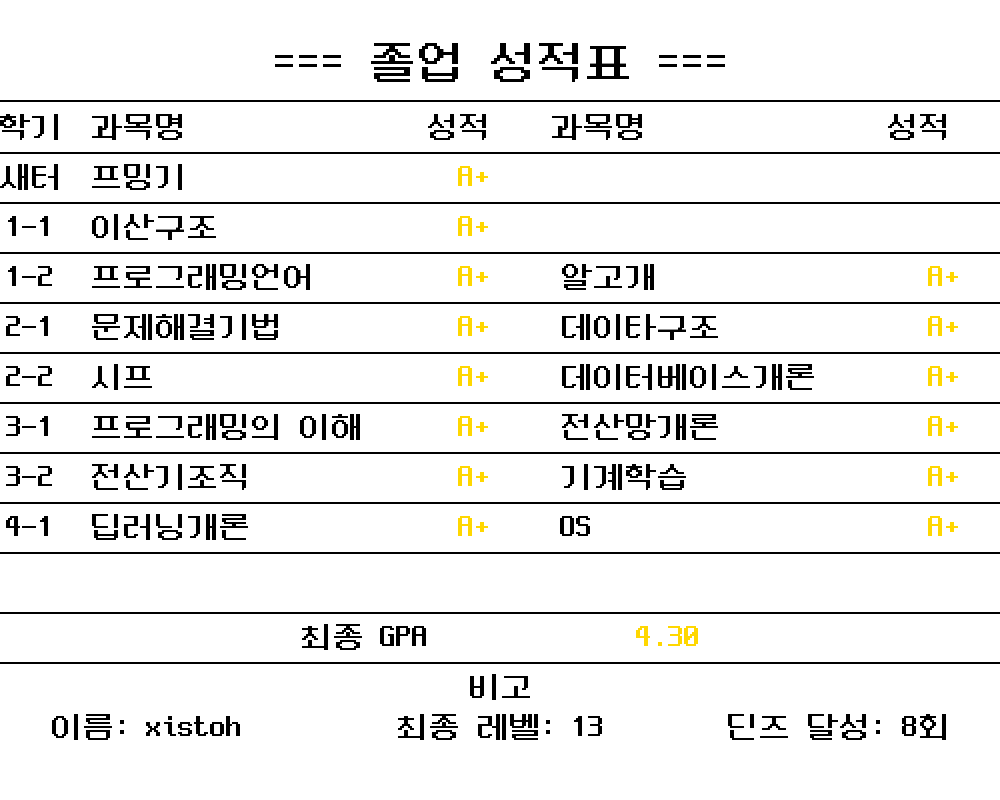 === 졸업 성적표 ===
학기 과목명 성적 과목명 성적
새터 프밍기 A+
1-1 이산구조 A+
1-2 프로그래밍언어 A+ 알고개 A+
2-1 문제해결기법 A+ 데이타구조 A+
2-2 시프 A+ 데이터베이스개론 A+
3-1 프로그래밍의 이해 A+ 전산망개론 A+
3-2 전산기조직 A+ 기계학습 A+
4-1 딥러닝개론 A+ OS A+
최종 GPA 4.30
비고
이름: xistoh 최종 레벨: 13 딘즈 달성: 8회